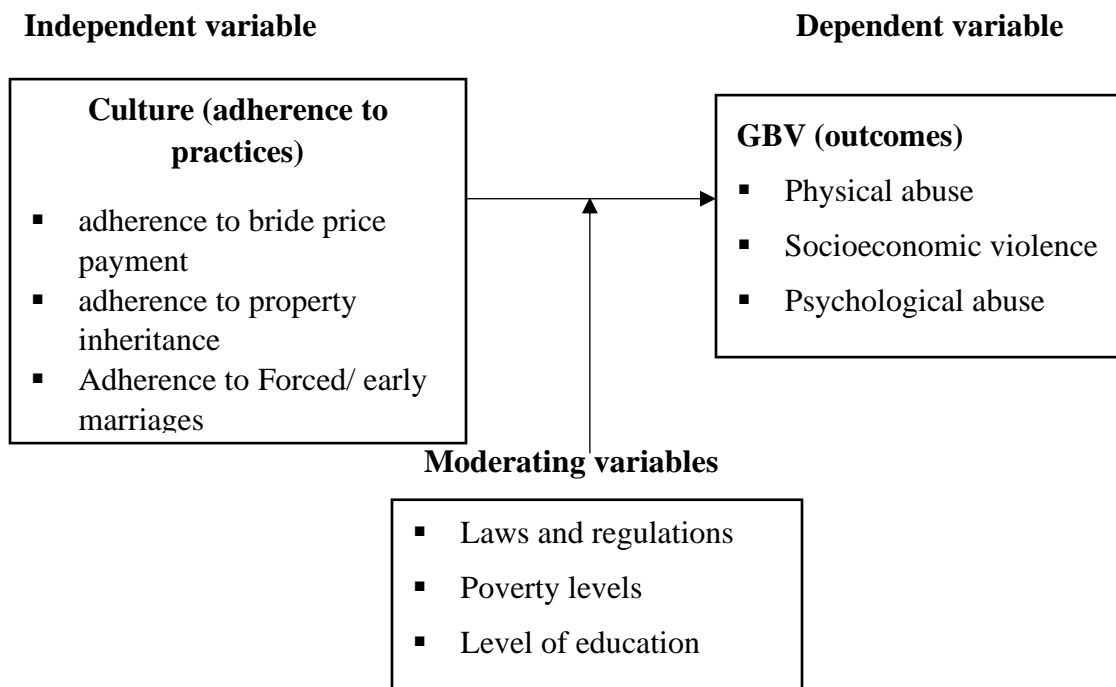 Independent variable
Dependent variable
Culture (adherence to
practices)
▪ adherence to bride price
payment
▪ adherence to property
inheritance
▪ Adherence to Forced/ early
marriages
GBV (outcomes)
▪ Physical abuse
▪ Socioeconomic violence
▪ Psychological abuse
Moderating variables
▪ Laws and regulations
▪ Poverty levels
▪ Level of education